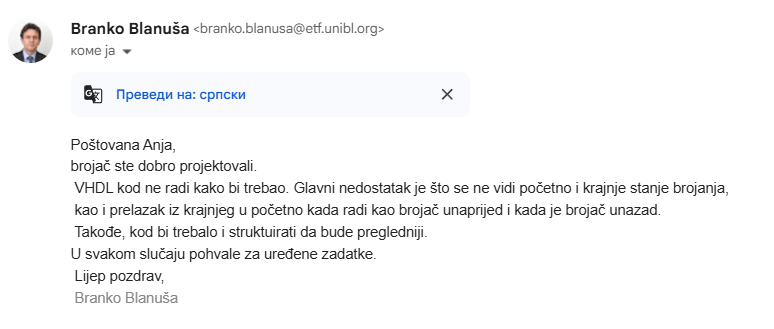 Branko Blanuša <branko.blanusa@etf.unibl.org>
коме ја
Преведи на: српски
Poštovana Anja,
brojač ste dobro projektovali.
VHDL kod ne radi kako bi trebao. Glavni nedostatak je što se ne vidi početno i krajnje stanje brojanja,
kao i prelazak iz krajnjeg u početno kada radi kao brojač unaprijed i kada je brojač unazad.
Takođe, kod bi trebalo i struktuirati da bude pregledniji.
U svakom slučaju pohvale za uređene zadatke.
Lijep pozdrav,
Branko Blanuša